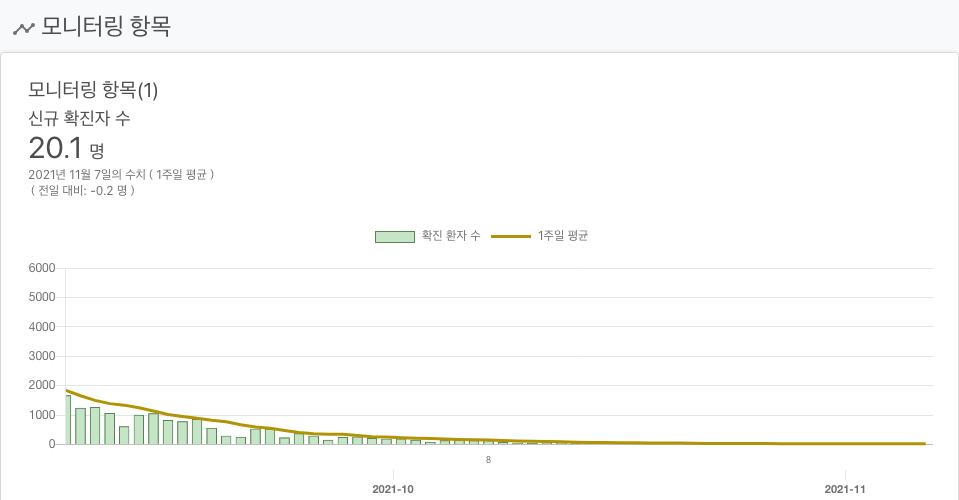 모니터링 항목
모니터링 항목(1)
신규 확진자 수
20.1 명
2021년 11월 7일의 수치 ( 1주일 평균 )
( 전일 대비: -0.2 명 )
확진 환자 수 1주일 평균
6000
5000
4000
3000
2000
1000
0
8
2021-10 2021-11